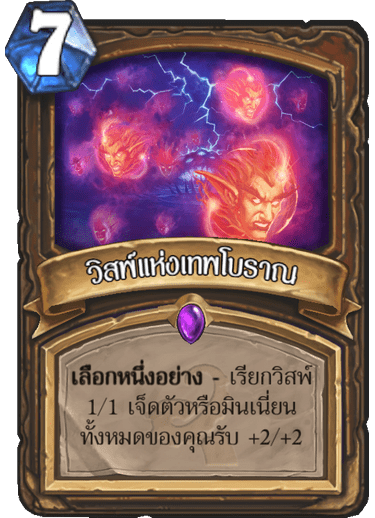 7
วิสพ์แห่งเทพโบราณ
เลือกหนึ่งอย่าง - เรียกวิสพ์
1/1 เจ็ดตัวหรือมินเนี่ยน
ทั้งหมดของคุณรับ +2/+2